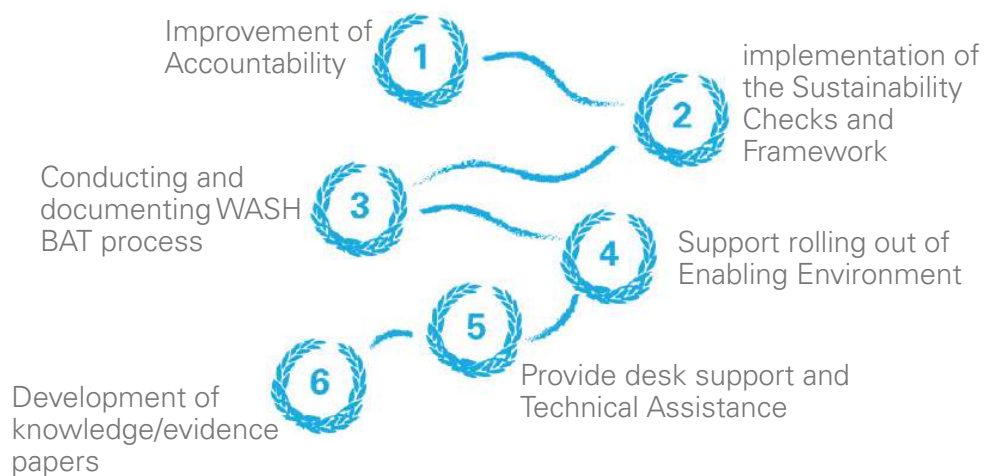 Improvement of
Accountability
1
implementation of
the Sustainability
Checks and
Framework
2
Conducting and
documenting WASH
BAT process
3
4
Support rolling out of
Enabling Environment
5
Provide desk support and
Technical Assistance
6
Development of
knowledge/evidence
papers